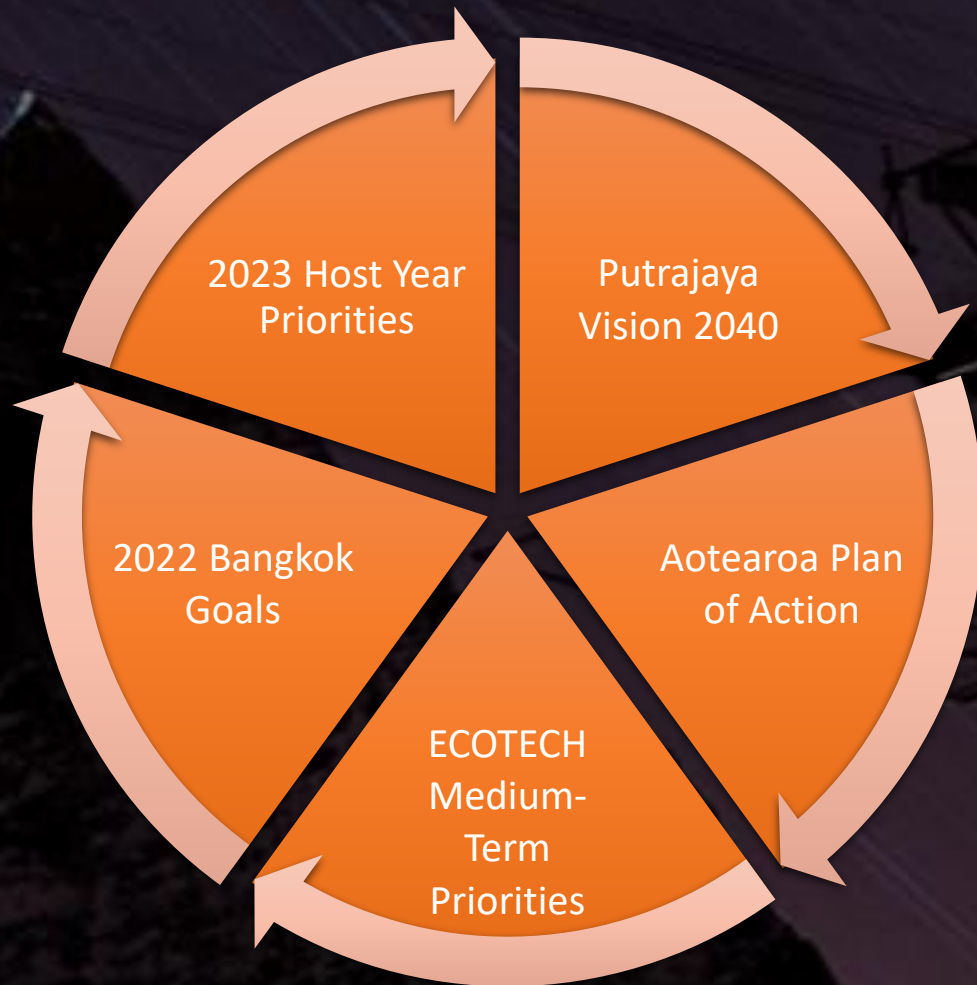 2023 Host Year
Priorities
Putrajaya
Vision 2040
2022 Bangkok
Goals
Aotearoa Plan
of Action
ECOTECH
Medium-
Term
Priorities